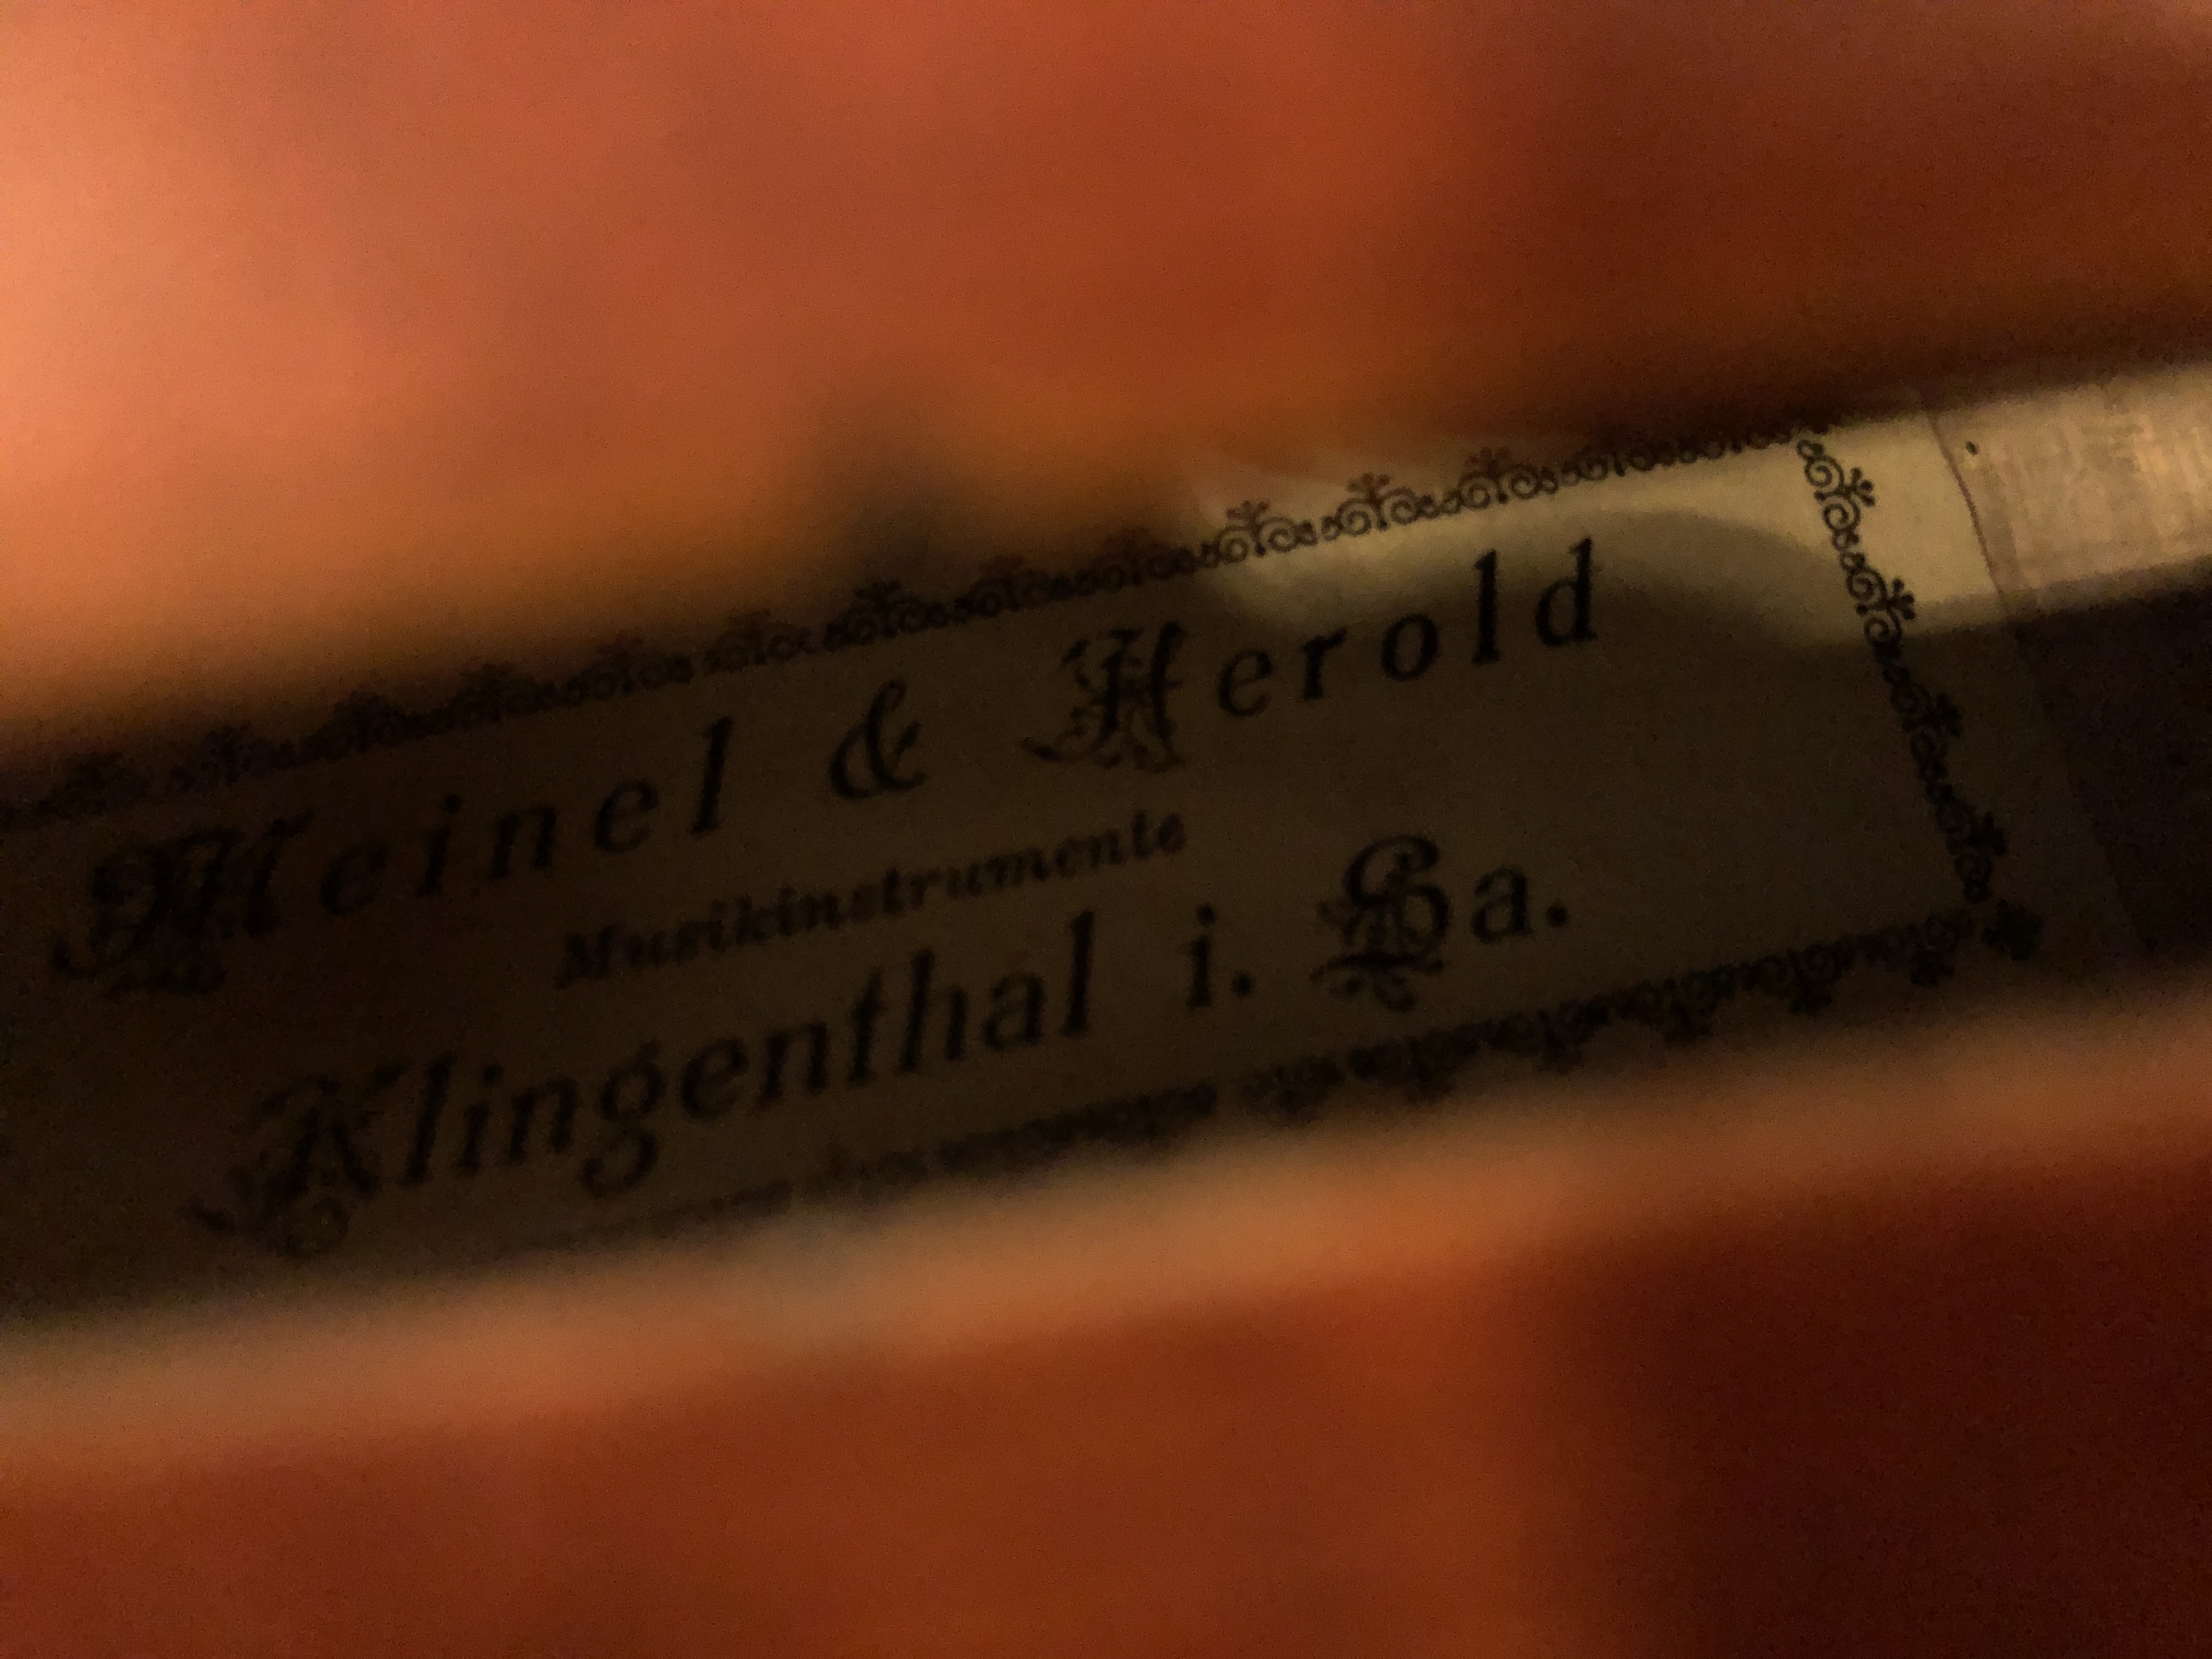 Meinel & Herold
Musikinstrumente
Klingenthal i. Sa.